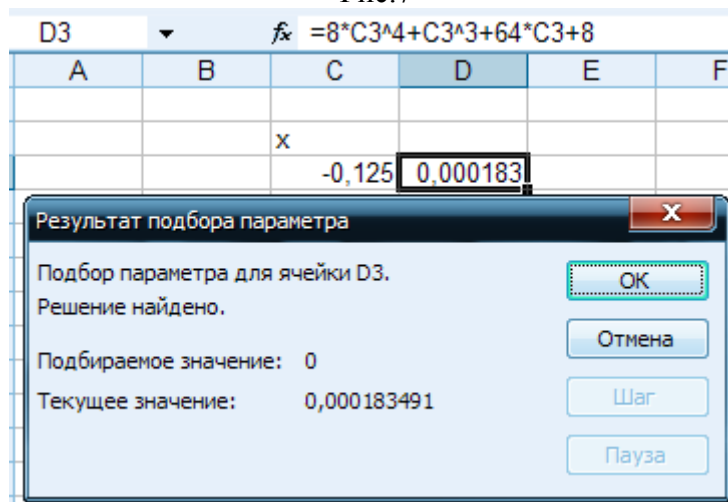 D3 fx =8*C3^4+C3^3+64*C3+8
A B C D E F
x
-0,125 0,000183
Результат подбора параметра x
Подбор параметра для ячейки D3.
Решение найдено.
Подбираемое значение: 0
Текущее значение: 0,000183491
ОК
Отмена
Шаг
Пауза